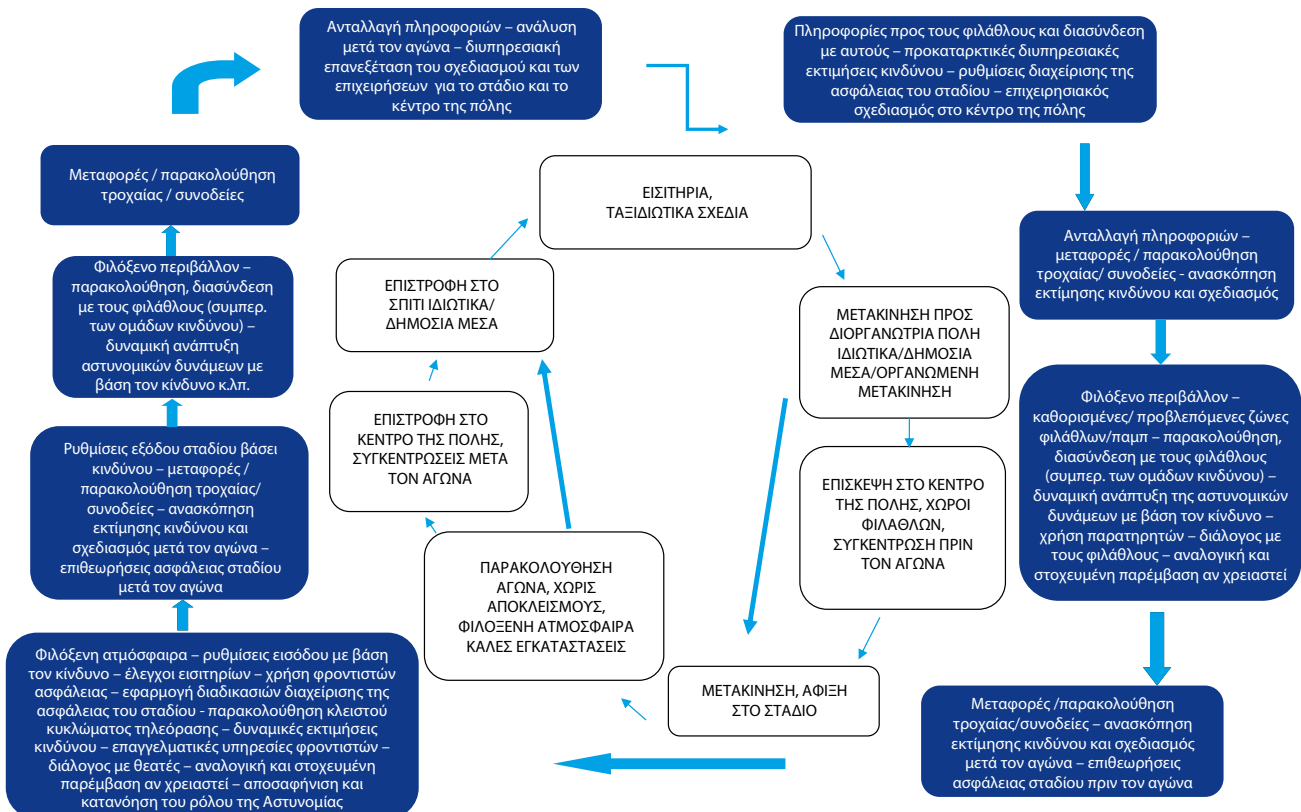 Ανταλλαγή πληροφοριών – ανάλυση
μετά τον αγώνα – διυπηρεσιακή
επανεξέταση του σχεδιασμού και των
επιχειρήσεων για το στάδιο και το
κέντρο της πόλης
Πληροφορίες προς τους φιλάθλους και διασύνδεση
με αυτούς – προκαταρκτικές διυπηρεσιακές
εκτιμήσεις κινδύνου – ρυθμίσεις διαχείρισης της
ασφάλειας του σταδίου – επιχειρησιακός
σχεδιασμός στο κέντρο της πόλης
Ανταλλαγή πληροφοριών –
μεταφορές / παρακολούθηση
τροχαίας/ συνοδείες - ανασκόπηση
εκτίμησης κινδύνου και σχεδιασμός
Φιλόξενο περιβάλλον –
καθορισμένες/ προβλεπόμενες ζώνες
φιλάθλων/παμπ – παρακολούθηση,
διασύνδεση με τους φιλάθλους
(συμπερ. των ομάδων κινδύνου) –
δυναμική ανάπτυξη της αστυνομικών
δυνάμεων με βάση τον κίνδυνο –
χρήση παρατηρητών – διάλογος με
τους φιλάθλους – αναλογική και
στοχευμένη παρέμβαση αν χρειαστεί
Μεταφορές /παρακολούθηση
τροχαίας/συνοδείες – ανασκόπηση
εκτίμησης κινδύνου και σχεδιασμός
μετά τον αγώνα – επιθεωρήσεις
ασφάλειας σταδίου πριν τον αγώνα
Φιλόξενη ατμόσφαιρα – ρυθμίσεις εισόδου με βάση
τον κίνδυνο – έλεγχοι εισιτηρίων – χρήση φροντιστών
ασφάλειας – εφαρμογή διαδικασιών διαχείρισης της
ασφάλειας του σταδίου - παρακολούθηση κλειστού
κυκλώματος τηλεόρασης – δυναμικές εκτιμήσεις
κινδύνου – επαγγελματικές υπηρεσίες φροντιστών –
διάλογος με θεατές – αναλογική και στοχευμένη
παρέμβαση αν χρειαστεί – αποσαφήνιση και
κατανόηση του ρόλου της Αστυνομίας
Ρυθμίσεις εξόδου σταδίου βάσει
κινδύνου – μεταφορές /
παρακολούθηση τροχαίας/
συνοδείες – ανασκόπηση
εκτίμησης κινδύνου και
σχεδιασμός μετά τον αγώνα –
επιθεωρήσεις ασφάλειας σταδίου
μετά τον αγώνα
Φιλόξενο περιβάλλον –
παρακολούθηση, διασύνδεση
με τους φιλάθλους (συμπερ.
των ομάδων κινδύνου) –
δυναμική ανάπτυξη
αστυνομικών δυνάμεων με
βάση τον κίνδυνο κ.λπ.
Μεταφορές / παρακολούθηση
τροχαίας / συνοδείες
ΕΙΣΙΤΗΡΙΑ,
ΤΑΞΙΔΙΩΤΙΚΑ ΣΧΕΔΙΑ
ΜΕΤΑΚΙΝΗΣΗ ΠΡΟΣ
ΔΙΟΡΓΑΝΩΤΡΙΑ ΠΟΛΗ
ΙΔΙΩΤΙΚΑ/ΔΗΜΟΣΙΑ
ΜΕΣΑ/ΟΡΓΑΝΩΜΕΝΗ
ΜΕΤΑΚΙΝΗΣΗ
ΕΠΙΣΚΕΨΗ ΣΤΟ ΚΕΝΤΡΟ
ΤΗΣ ΠΟΛΗΣ, ΧΩΡΟΙ
ΦΙΛΑΘΛΩΝ,
ΣΥΓΚΕΝΤΡΩΣΗ ΠΡΙΝ
ΤΟΝ ΑΓΩΝΑ
ΜΕΤΑΚΙΝΗΣΗ, ΑΦΙΞΗ
ΣΤΟ ΣΤΑΔΙΟ
ΠΑΡΑΚΟΛΟΥΘΗΣΗ
ΑΓΩΝΑ, ΧΩΡΙΣ
ΑΠΟΚΛΕΙΣΜΟΥΣ,
ΦΙΛΟΞΕΝΗ ΑΤΜΟΣΦΑΙΡΑ
ΚΑΛΕΣ ΕΓΚΑΤΑΣΤΑΣΕΙΣ
ΕΠΙΣΤΡΟΦΗ ΣΤΟ
ΚΕΝΤΡΟ ΤΗΣ ΠΟΛΗΣ,
ΣΥΓΚΕΝΤΡΩΣΕΙΣ ΜΕΤΑ
ΤΟΝ ΑΓΩΝΑ
ΕΠΙΣΤΡΟΦΗ ΣΤΟ
ΣΠΙΤΙ ΙΔΙΩΤΙΚΑ/
ΔΗΜΟΣΙΑ ΜΕΣΑ